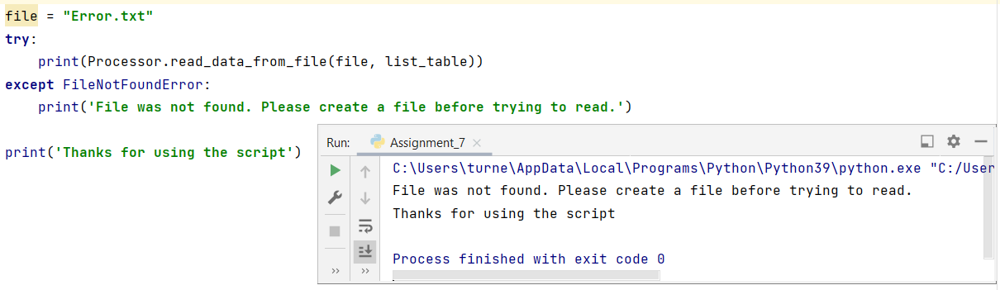 file = "Error.txt"
try:
    print(Processor.read_data_from_file(file, list_table))
except FileNotFoundError:
    print('File was not found. Please create a file before trying to read.')
print('Thanks for using the script')
Run: Assignment_7
C:\Users\turne\AppData\Local\Programs\Python\Python39\python.exe "C:/User
File was not found. Please create a file before trying to read.
Thanks for using the script
Process finished with exit code 0